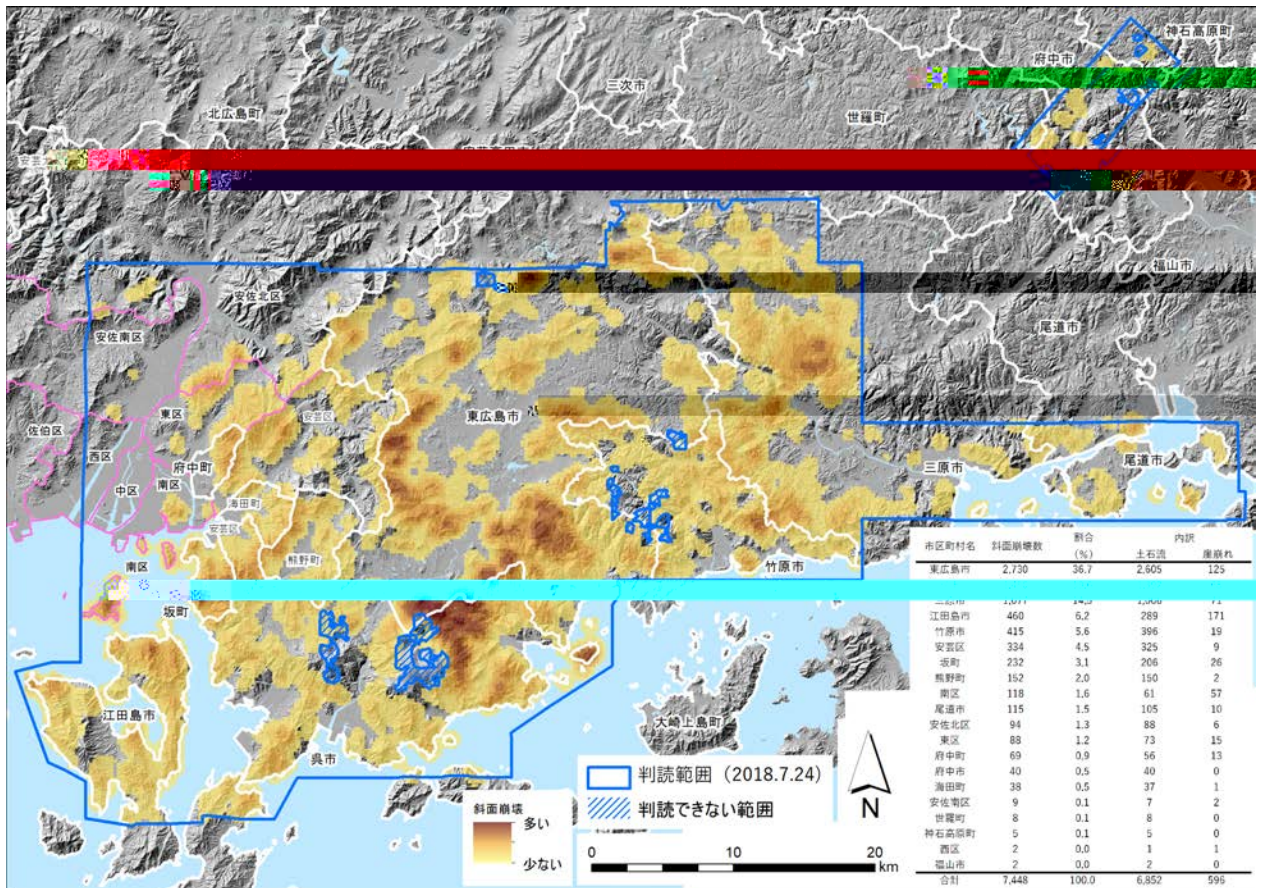 神石高原町
府中市
三次市
北広島町
世羅町
福山市
安佐北区
尾道市
安佐南区
東区
安芸区
東広島市
佐伯区
西区
府中町
三原市
尾道市
中区
南区
海田町
安芸区
熊野町
南区
竹原市
坂町
江田島市
大崎上島町
呉市
市区町村名 斜面崩壊数 割合 (%) 内訳
土石流 崖崩れ
東広島市 2,730 36.7 2,605 125
江田島市 460 6.2 289 171
竹原市 415 5.6 396 19
安芸区 334 4.5 325 9
坂町 232 3.1 206 26
熊野町 152 2.0 150 2
南区 118 1.6 61 57
尾道市 115 1.5 105 10
安佐北区 94 1.3 88 6
東区 88 1.2 73 15
府中町 69 0.9 56 13
府中市 40 0.5 40 0
海田町 38 0.5 37 1
安佐南区 9 0.1 7 2
世羅町 8 0.1 8 0
神石高原町 5 0.1 5 0
西区 2 0.0 1 1
福山市 2 0.0 2 0
合計 7,448 100.0 6,852 596
判読範囲（2018.7.24）
判読できない範囲
斜面崩壊
多い
少ない
N
0 10 20
km